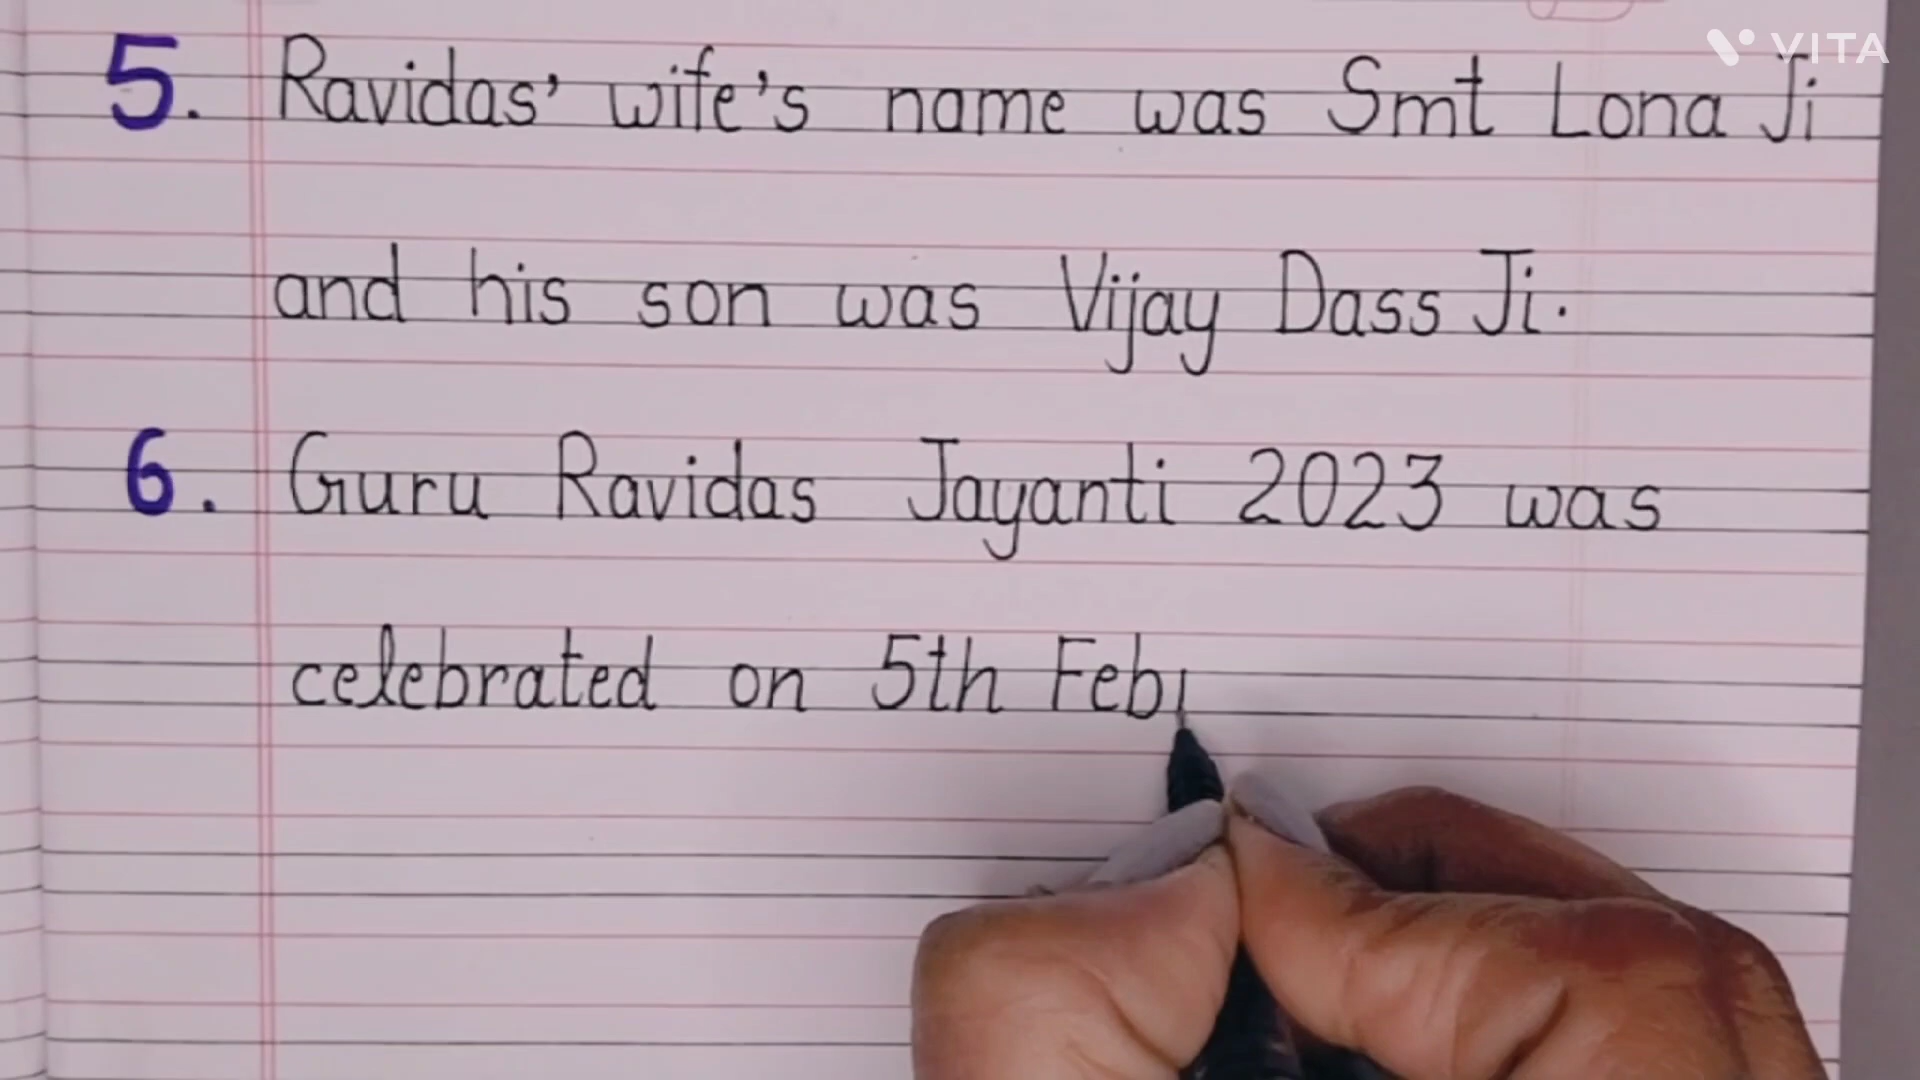 VITA
5. Ravidas' wife's name was Smt Lona Ji
and his son was Vijay Dass Ji.
6. Guru Ravidas Jayanti 2023 was
celebrated on 5th Feb